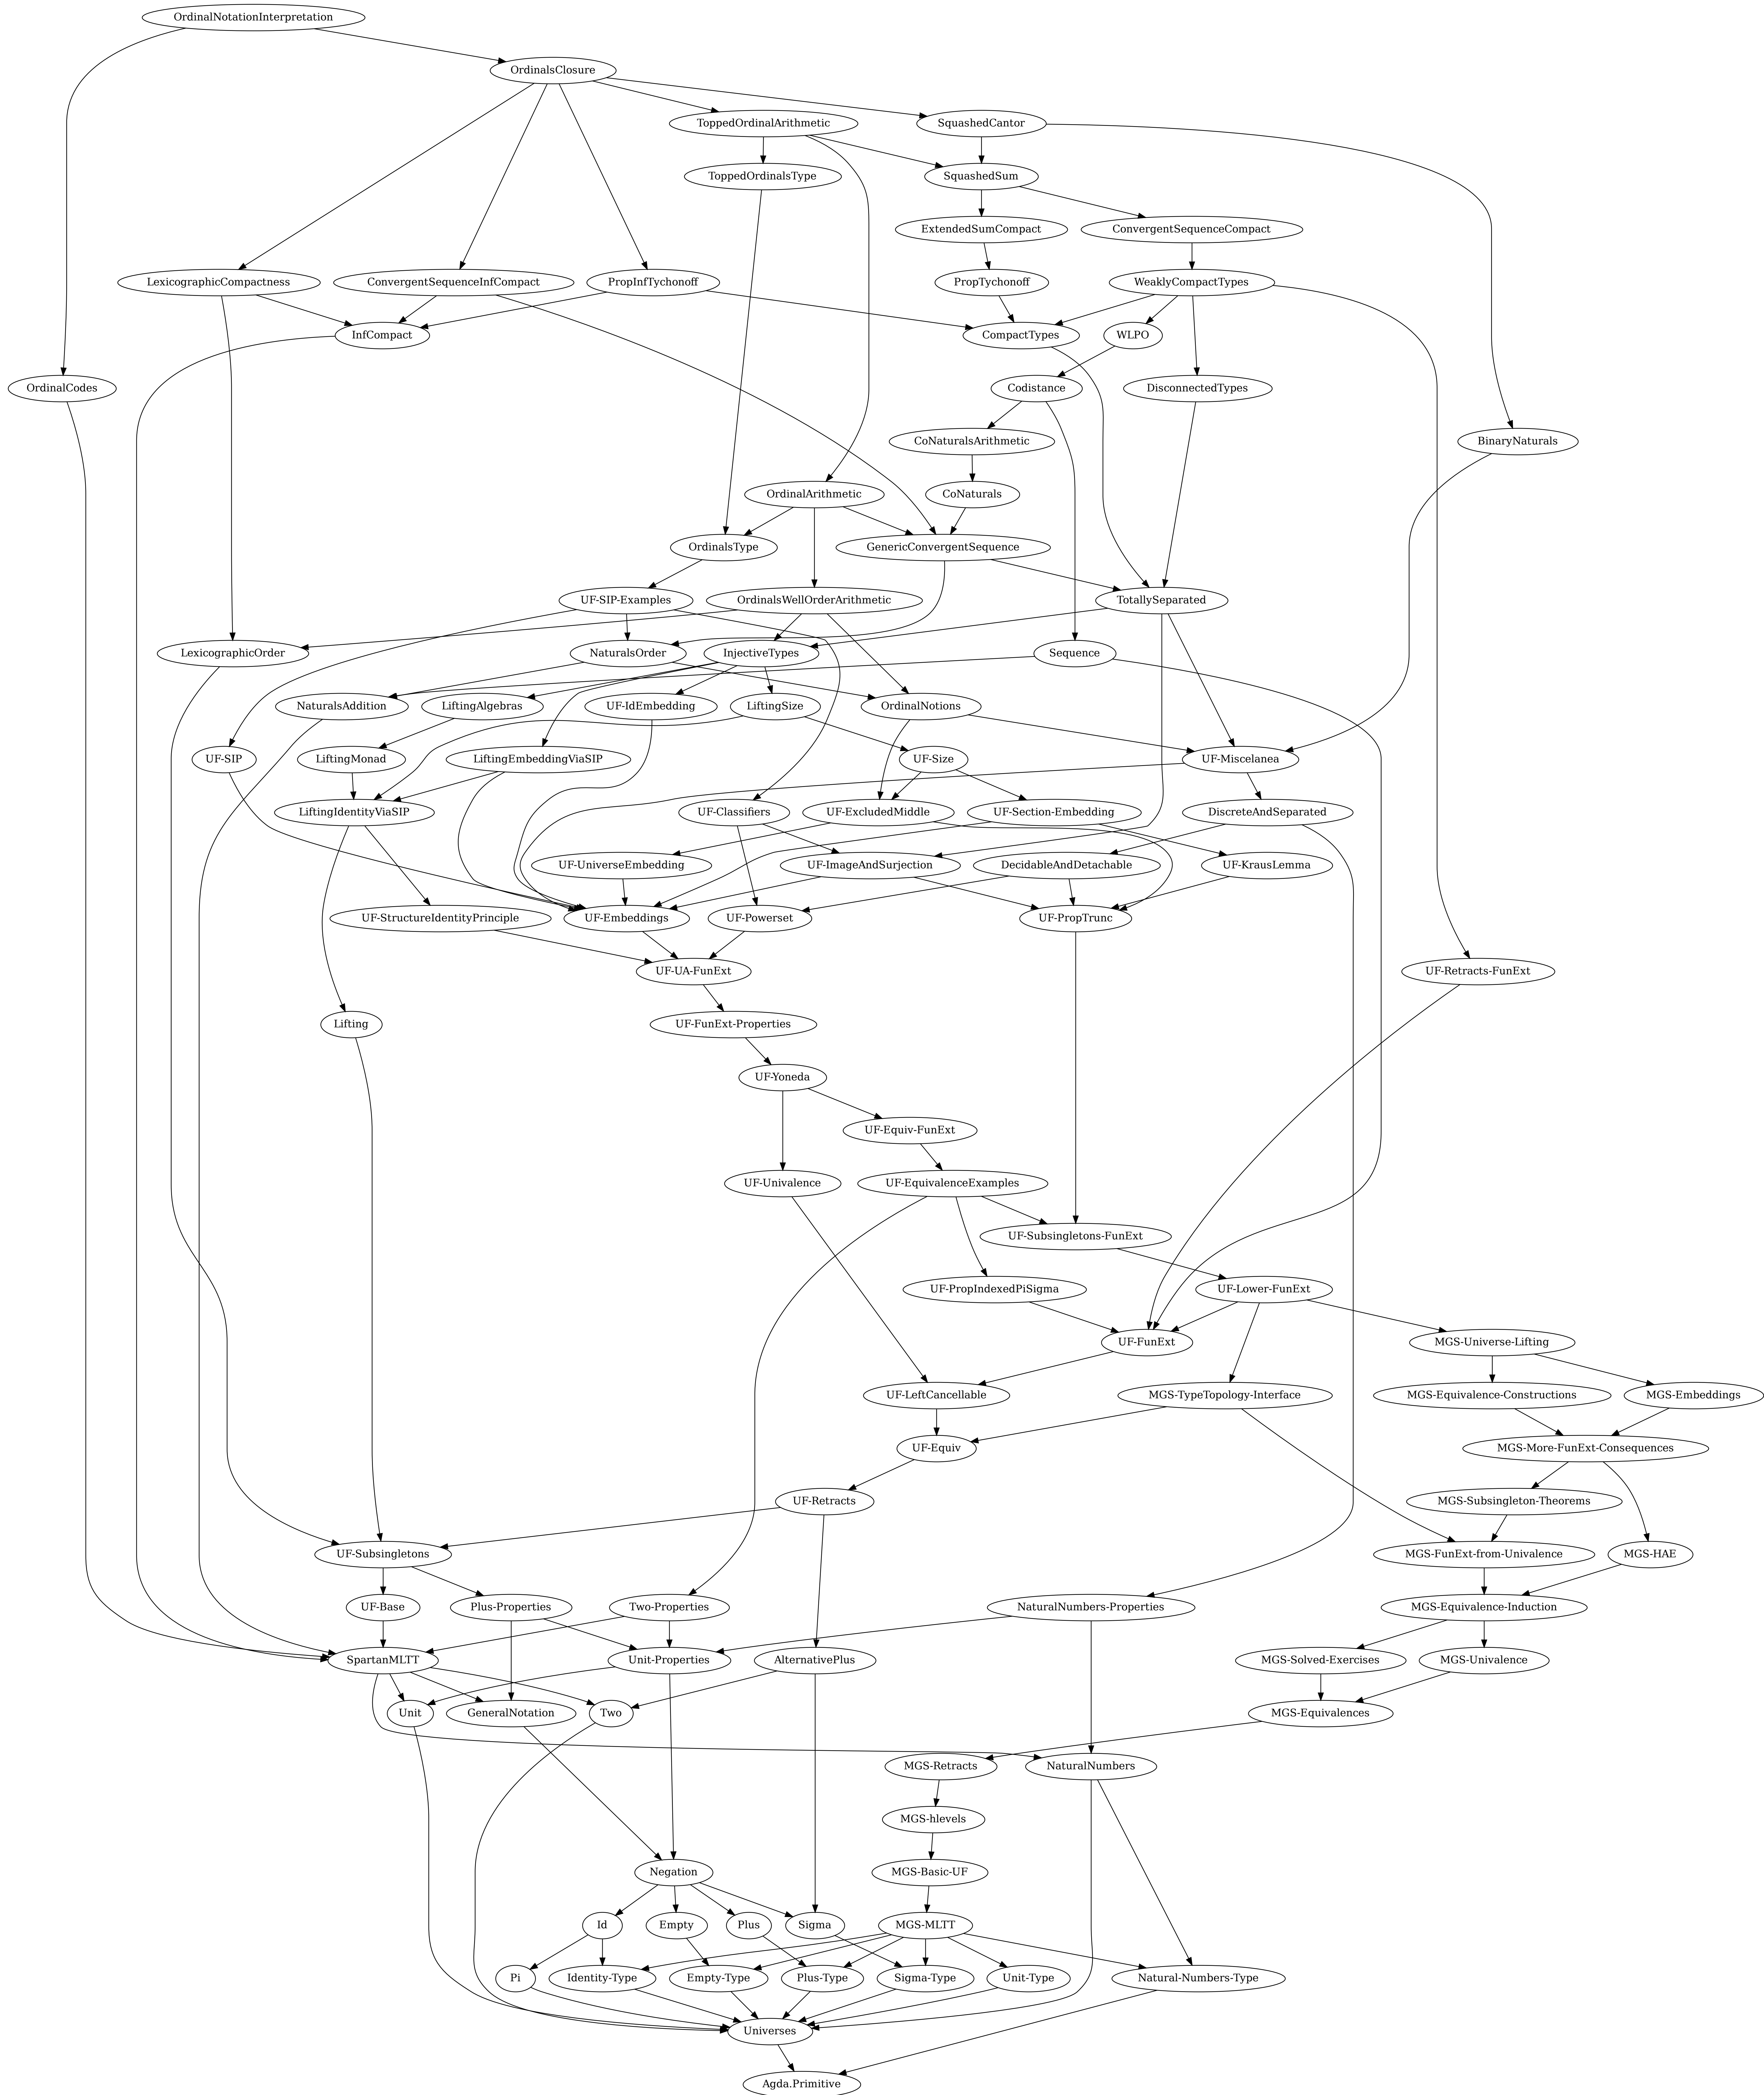 OrdinalNotationInterpretation
OrdinalsClosure
ToppedOrdinalArithmetic
SquashedCantor
ToppedOrdinalsType
SquashedSum
ExtendedSumCompact
ConvergentSequenceCompact
LexicographicCompactness
ConvergentSequenceInfCompact
PropInfTychonoff
PropTychonoff
WeaklyCompactTypes
InfCompact
CompactTypes
WLPO
OrdinalCodes
Codistance
DisconnectedTypes
CoNaturalsArithmetic
BinaryNaturals
OrdinalArithmetic
CoNaturals
OrdinalsType
GenericConvergentSequence
UF-SIP-Examples
OrdinalsWellOrderArithmetic
TotallySeparated
LexicographicOrder
NaturalsOrder
InjectiveTypes
Sequence
NaturalsAddition
LiftingAlgebras
UF-IdEmbedding
LiftingSize
OrdinalNotions
UF-SIP
LiftingMonad
LiftingEmbeddingViaSIP
UF-Size
UF-Miscelanea
LiftingIdentityViaSIP
UF-Classifiers
UF-ExcludedMiddle
UF-Section-Embedding
DiscreteAndSeparated
UF-UniverseEmbedding
UF-ImageAndSurjection
DecidableAndDetachable
UF-KrausLemma
UF-StructureIdentityPrinciple
UF-Embeddings
UF-Powerset
UF-PropTrunc
UF-UA-FunExt
UF-Retracts-FunExt
Lifting
UF-FunExt-Properties
UF-Yoneda
UF-Equiv-FunExt
UF-Univalence
UF-EquivalenceExamples
UF-Subsingletons-FunExt
UF-PropIndexedPiSigma
UF-Lower-FunExt
UF-FunExt
MGS-Universe-Lifting
UF-LeftCancellable
MGS-TypeTopology-Interface
MGS-Equivalence-Constructions
MGS-Embeddings
UF-Equiv
MGS-More-FunExt-Consequences
UF-Retracts
MGS-Subsingleton-Theorems
UF-Subsingletons
MGS-FunExt-from-Univalence
MGS-HAE
UF-Base
Plus-Properties
Two-Properties
NaturalNumbers-Properties
MGS-Equivalence-Induction
SpartanMLTT
Unit-Properties
AlternativePlus
MGS-Solved-Exercises
MGS-Univalence
Unit
GeneralNotation
Two
MGS-Equivalences
MGS-Retracts
NaturalNumbers
MGS-hlevels
Negation
MGS-Basic-UF
Id
Empty
Plus
Sigma
MGS-MLTT
Pi
Identity-Type
Empty-Type
Plus-Type
Sigma-Type
Unit-Type
Natural-Numbers-Type
Universes
Agda.Primitive